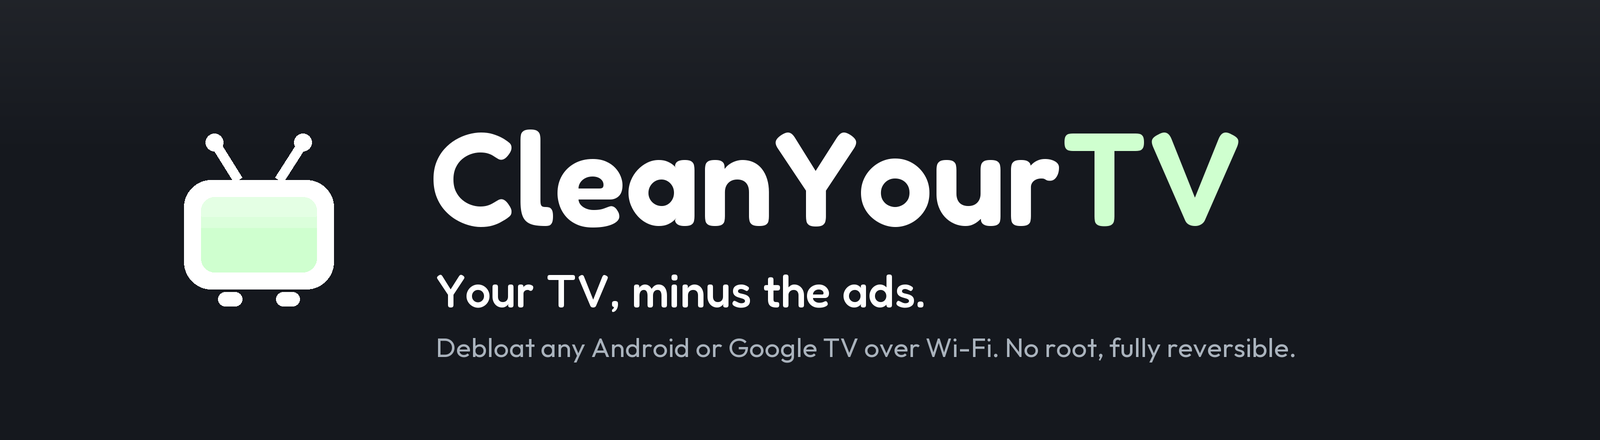 CleanYourTV
Your TV, minus the ads.
Debloat any Android or Google TV over Wi-Fi. No root, fully reversible.